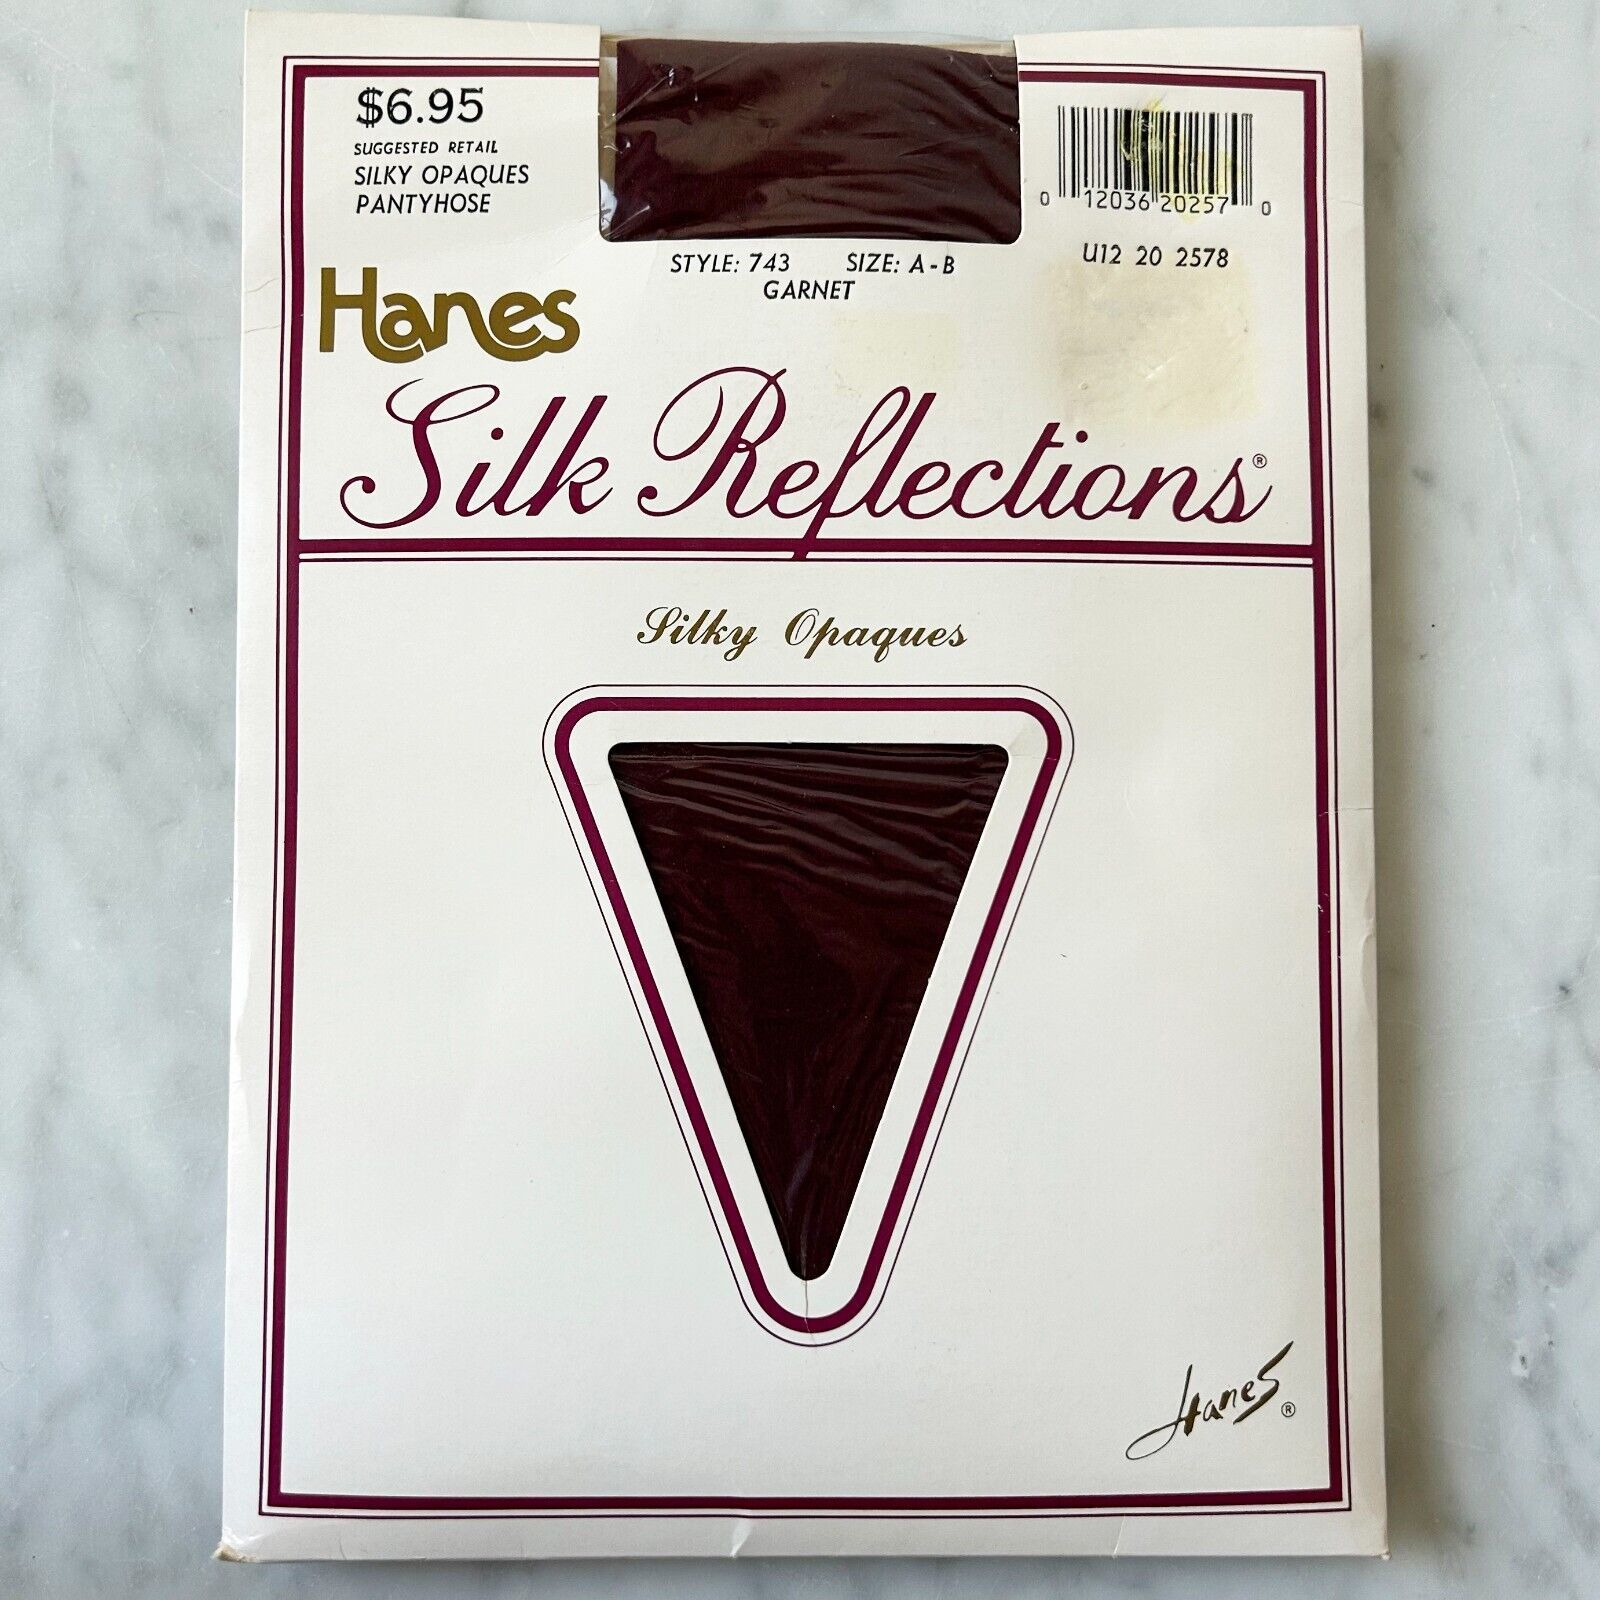 $6.95
SUGGESTED RETAIL
SILKY OPAQUES
PANTYHOSE
0 12036 20257 0
U12 20 2578
STYLE: 743 SIZE: A-B
GARNET
Hanes
Silk Reflections®
Silky Opaques
Hanes®